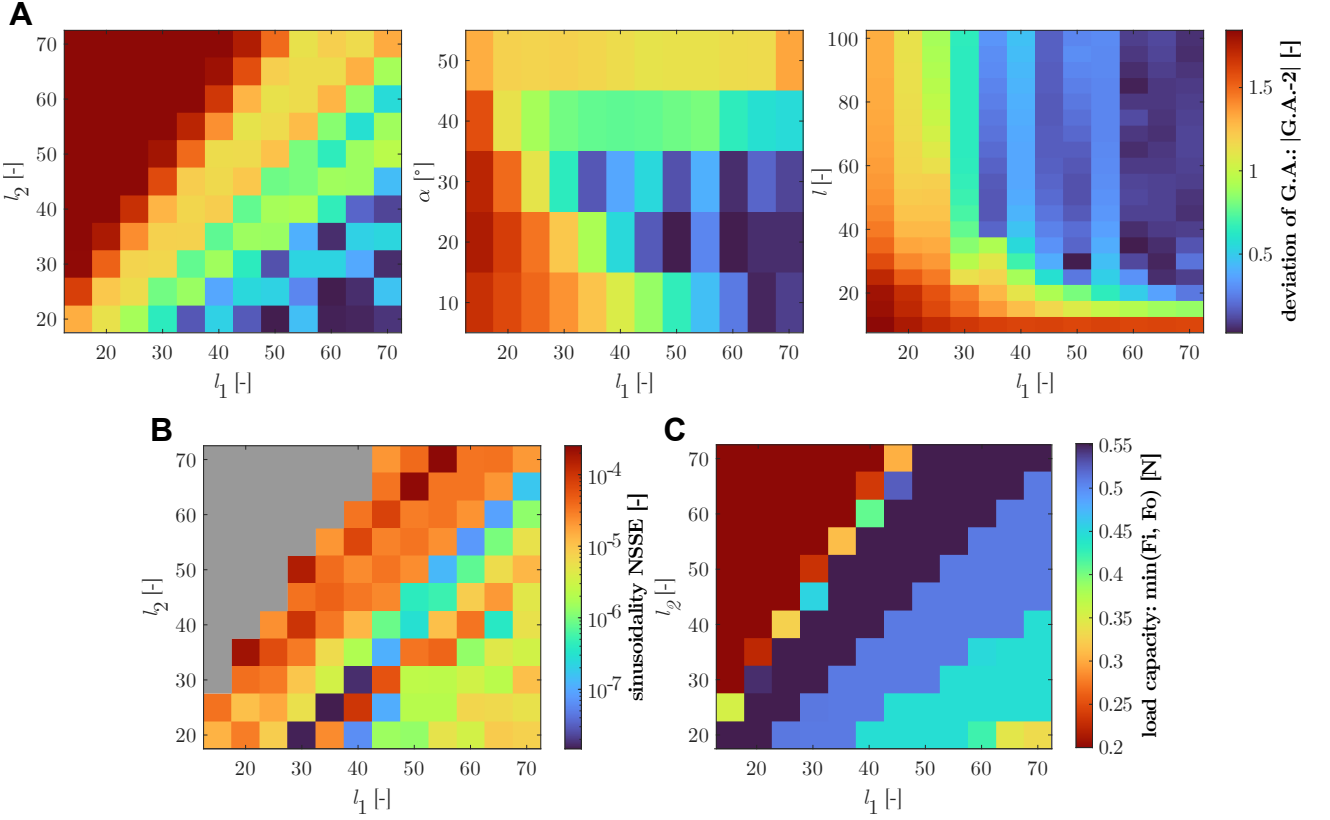 A
70
60
50
40
30
20
l2 [-]
20 30 40 50 60 70
l1 [-]
50
40
30
20
10
α [°]
20 30 40 50 60 70
l1 [-]
100
80
60
40
20
l [-]
20 30 40 50 60 70
l1 [-]
1.5
1
0.5
deviation of G.A.: |G.A.-2| [-]
B
70
60
50
40
30
20
l2 [-]
20 30 40 50 60 70
l1 [-]
10-4
10-5
10-6
10-7
sinusoidality NSSE [-]
C
70
60
50
40
30
20
l2 [-]
20 30 40 50 60 70
l1 [-]
0.55
0.5
0.45
0.4
0.35
0.3
0.25
0.2
load capacity: min(Fi, Fo) [N]